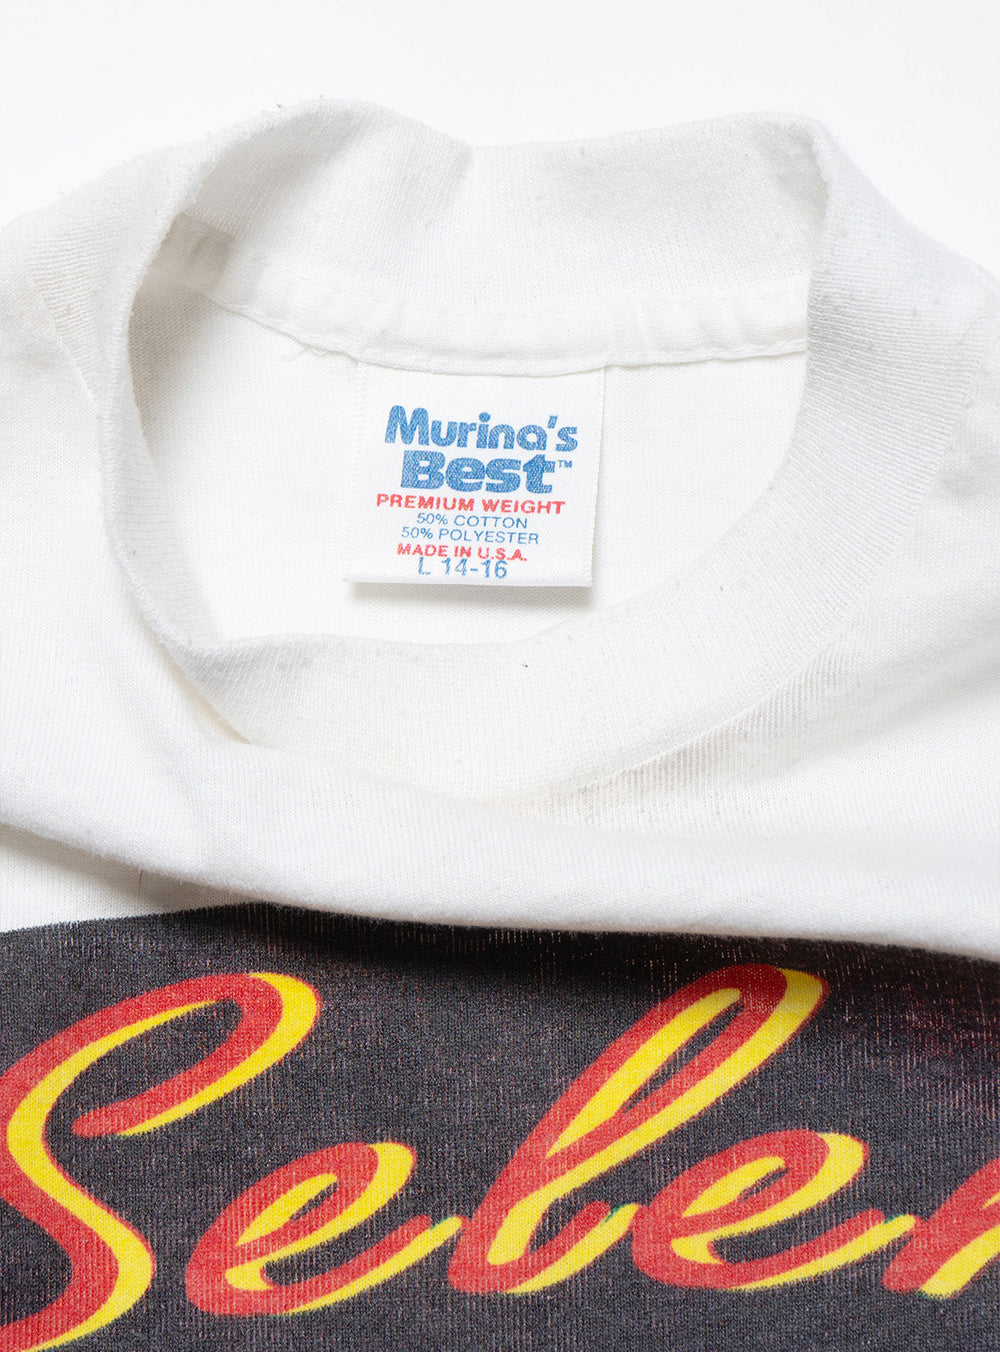 Murina's
Best™
PREMIUM WEIGHT
50% COTTON
50% POLYESTER
MADE IN U.S.A.
L 14-16
Selen